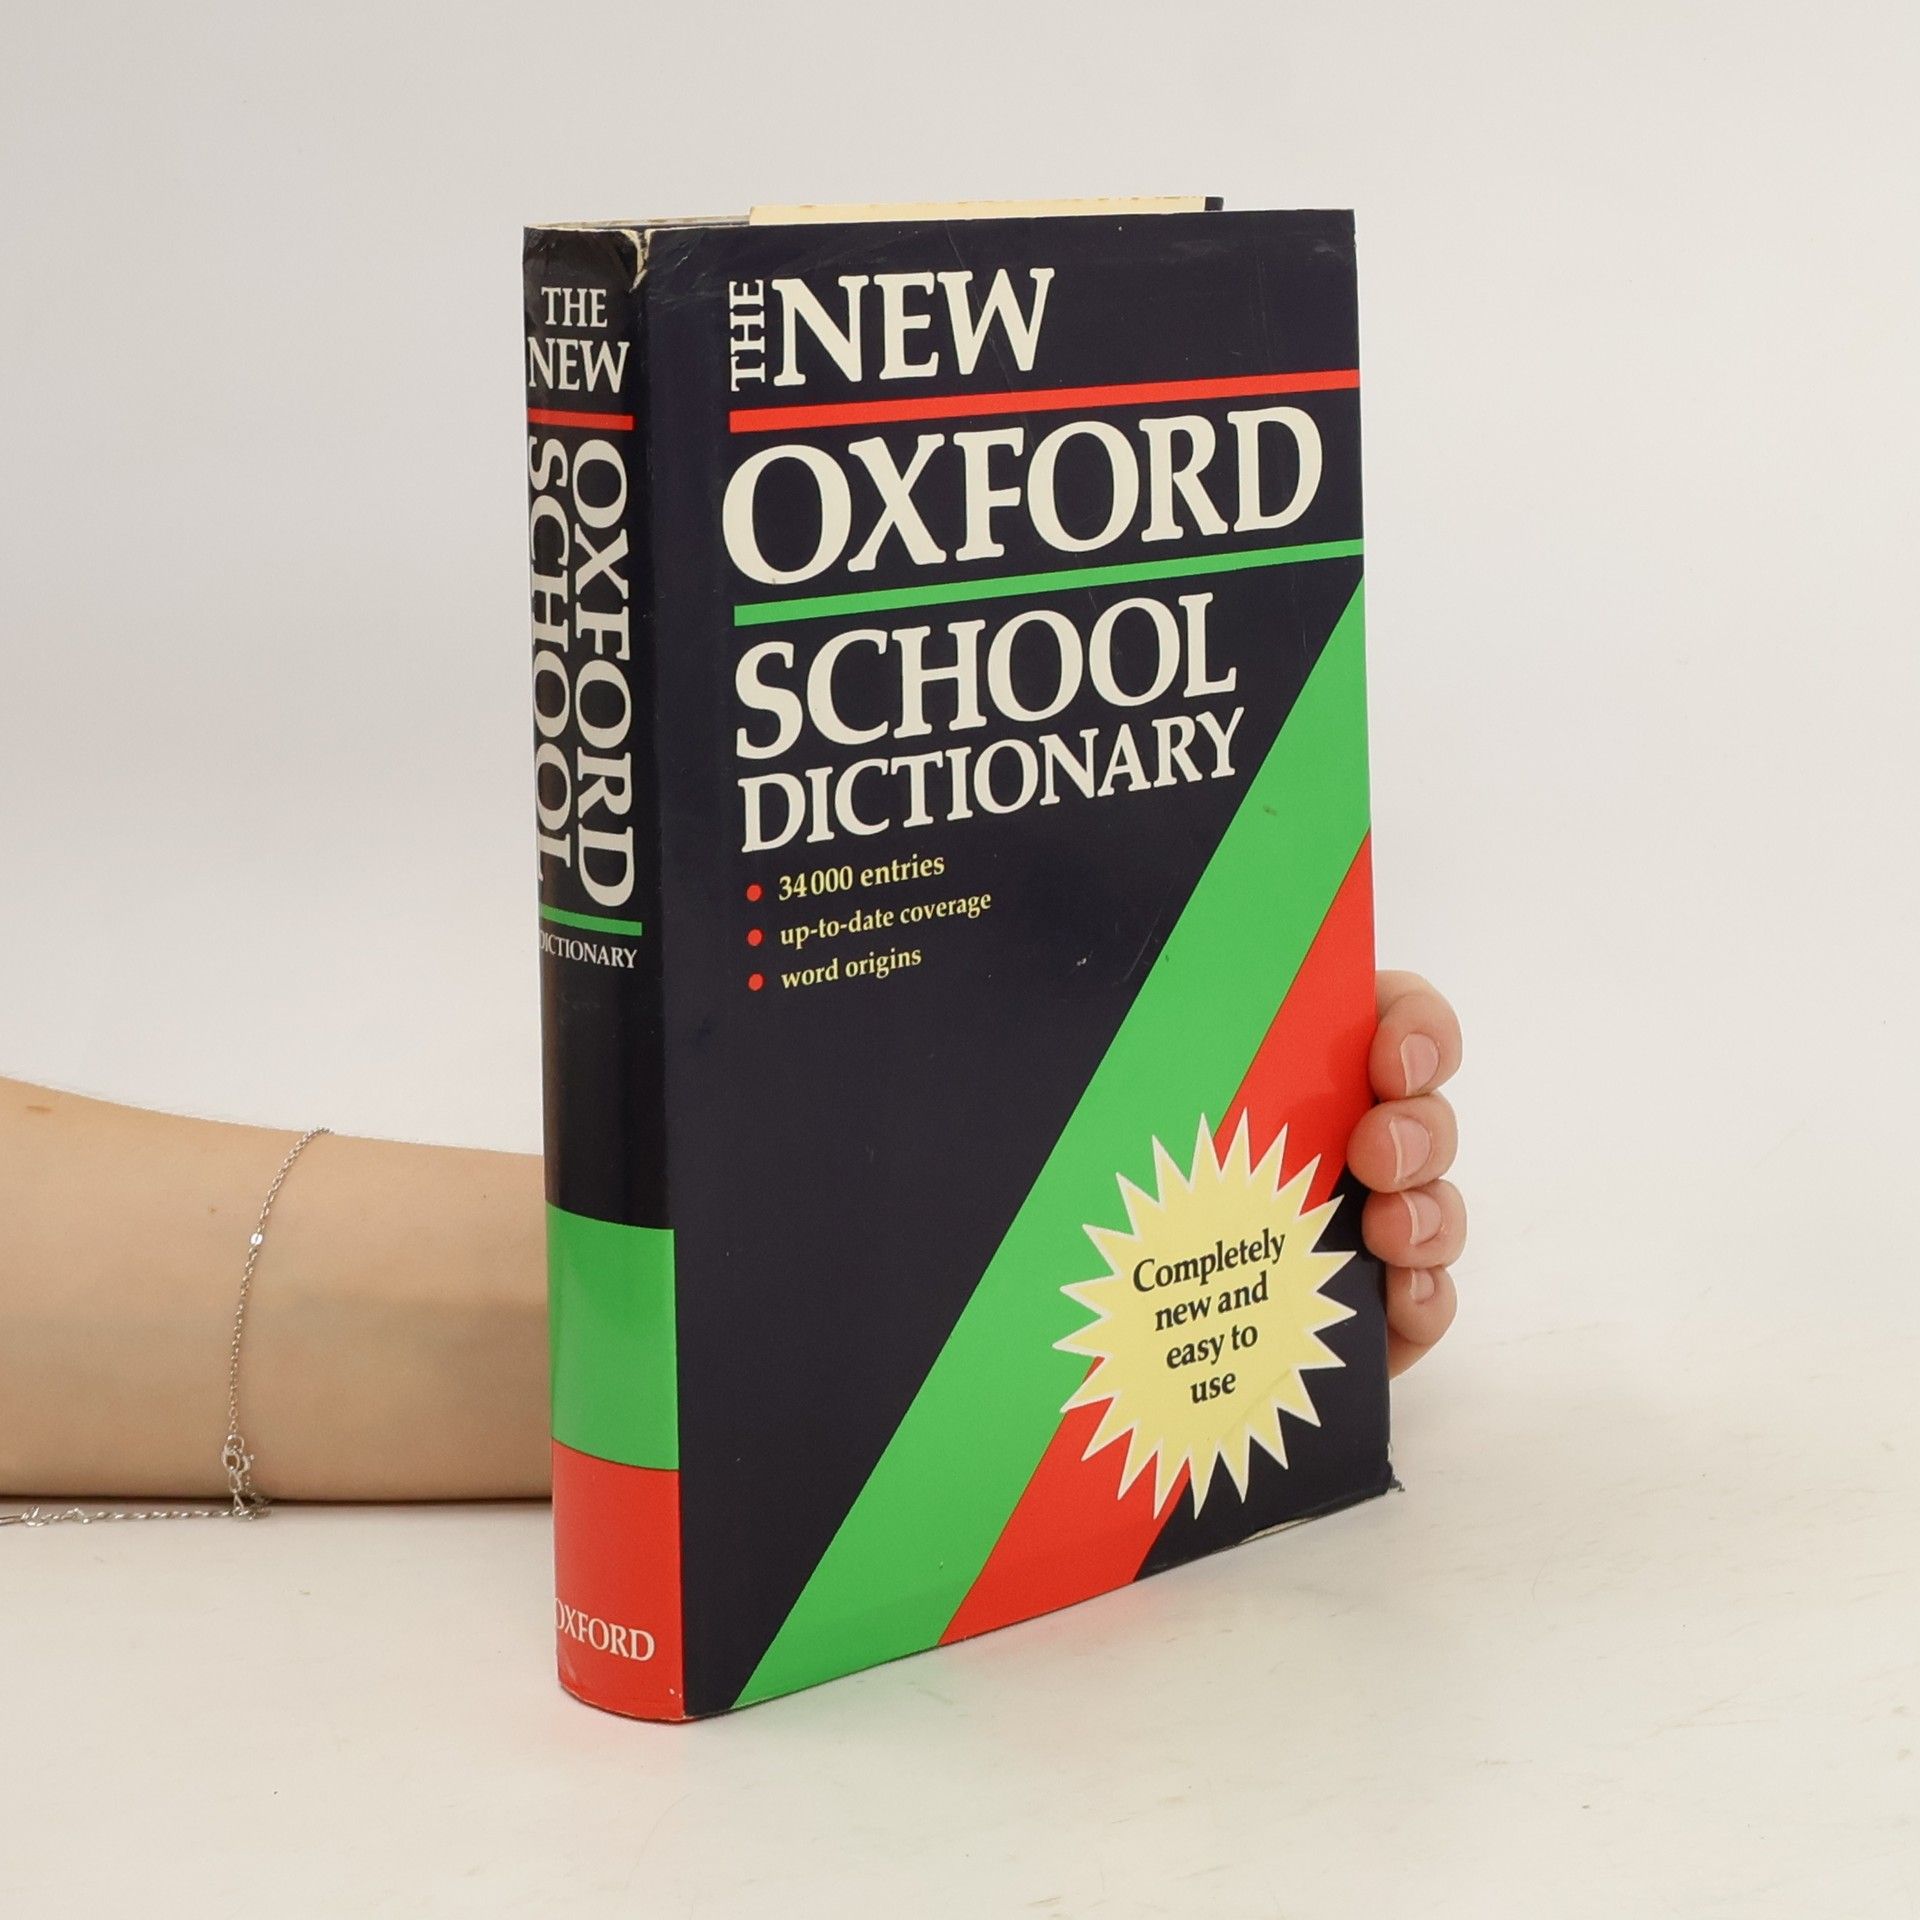 THE NEW
OXFORD
SCHOOL
DICTIONARY
34 000 entries
up-to-date coverage
word origins
Completely
new and
easy to
use
THE
NEW
OXFORD
SCHOOL
DICTIONARY
OXFORD